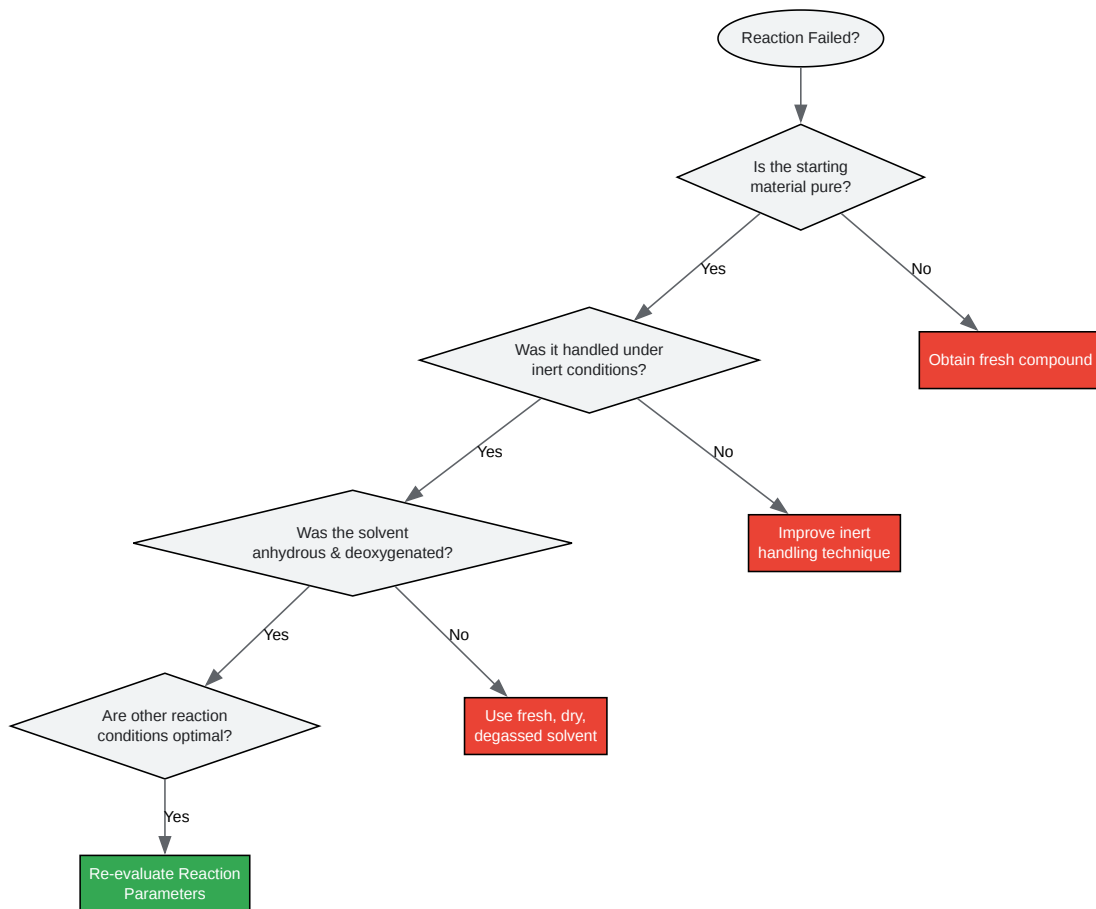 Reaction Failed?
Is the starting
material pure?
Yes
No
Was it handled under
inert conditions?
Obtain fresh compound
Yes
No
Was the solvent
anhydrous & deoxygenated?
Improve inert
handling technique
Yes
No
Are other reaction
conditions optimal?
Use fresh, dry,
degassed solvent
Yes
Re-evaluate Reaction
Parameters